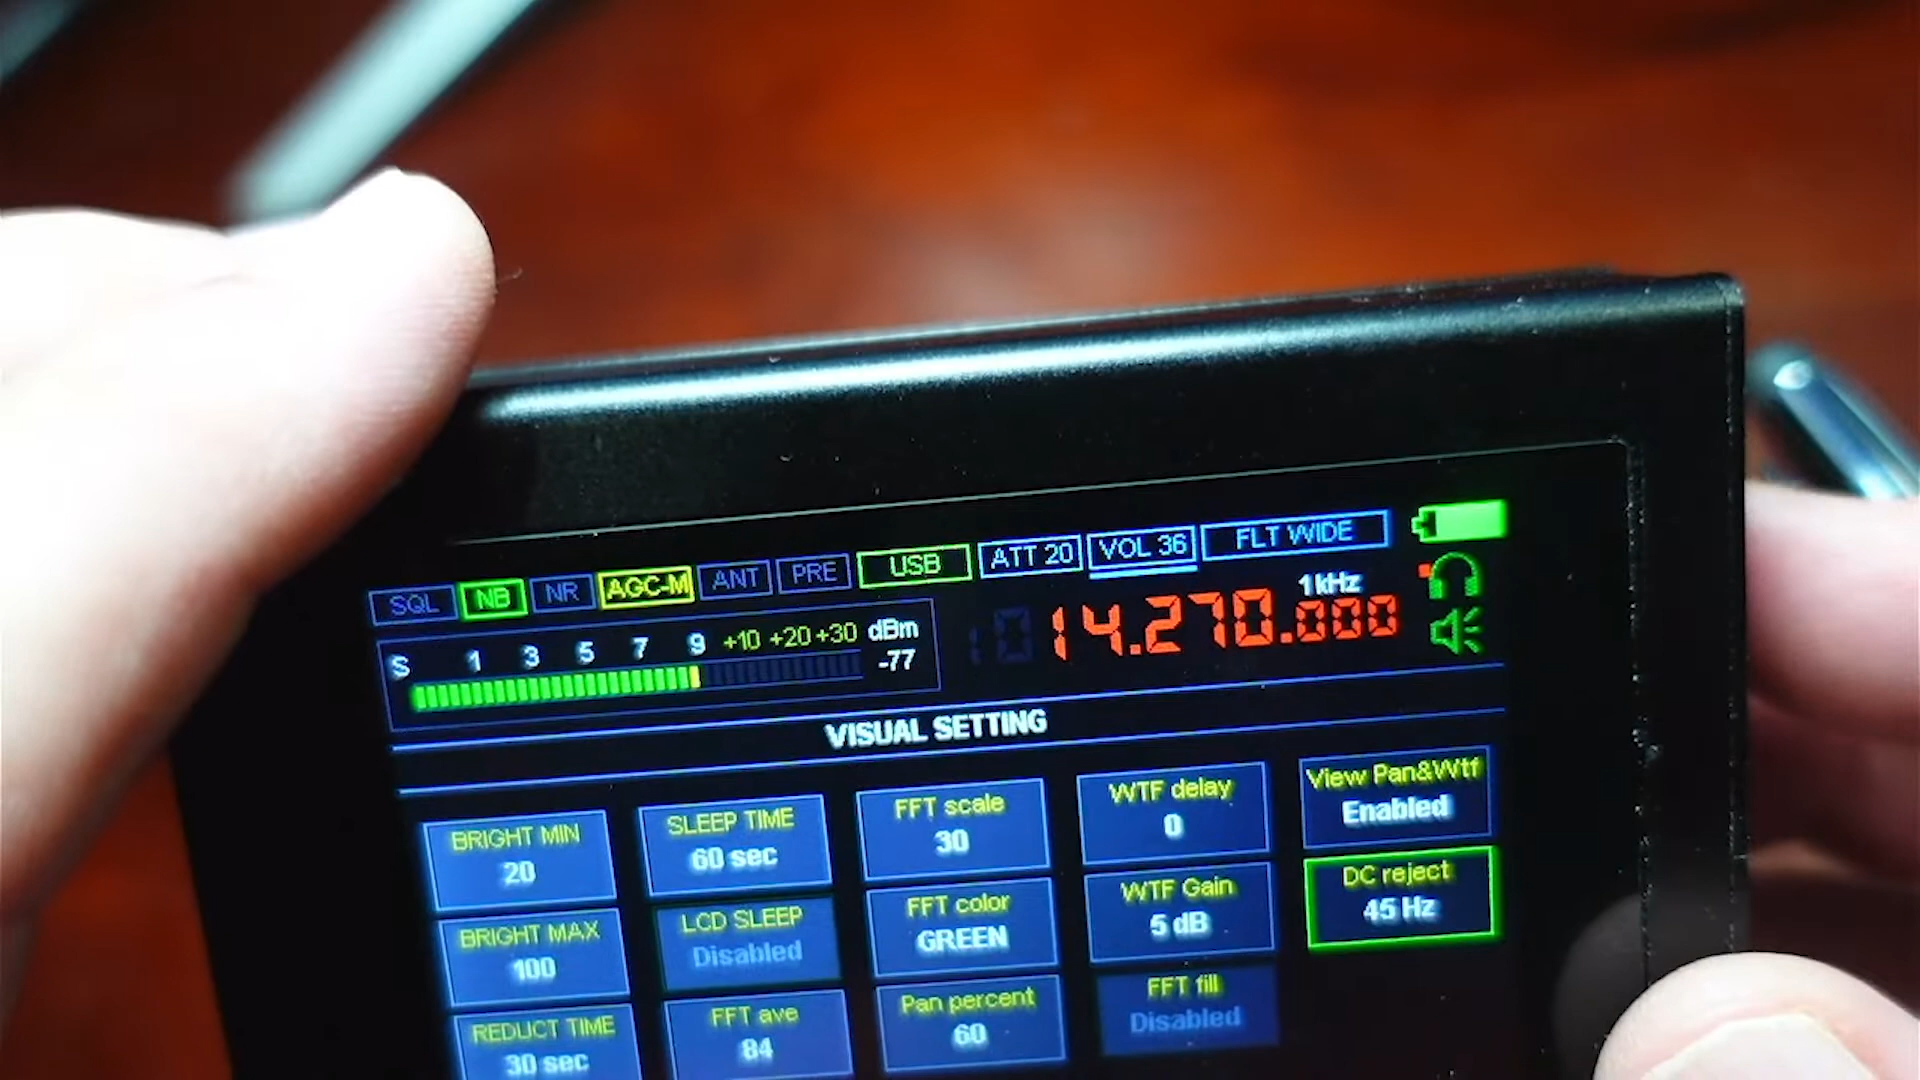 SQL NB NR AGC-M ANT PRE USB ATT 20 VOL 36 FLT WIDE
1kHz
S 1 3 5 7 9 +10 +20 +30 dBm
-77
14.270.000
VISUAL SETTING
BRIGHT MIN
20
SLEEP TIME
60 sec
FFT scale
30
WTF delay
0
View Pan&Wtf
Enabled
BRIGHT MAX
100
LCD SLEEP
Disabled
FFT color
GREEN
WTF Gain
5 dB
DC reject
45 Hz
REDUCT TIME
30 sec
FFT ave
84
Pan percent
60
FFT fill
Disabled